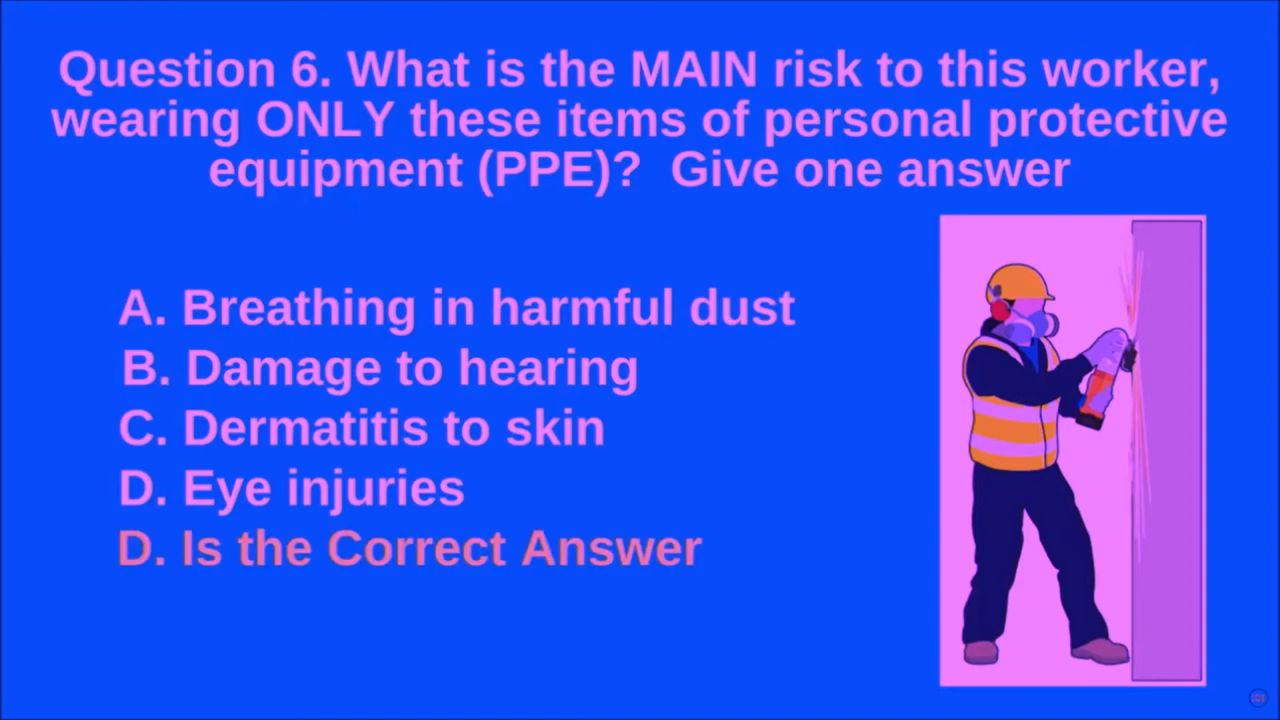 Question 6. What is the MAIN risk to this worker,
wearing ONLY these items of personal protective
equipment (PPE)?  Give one answer
A. Breathing in harmful dust
B. Damage to hearing
C. Dermatitis to skin
D. Eye injuries
D. Is the Correct Answer